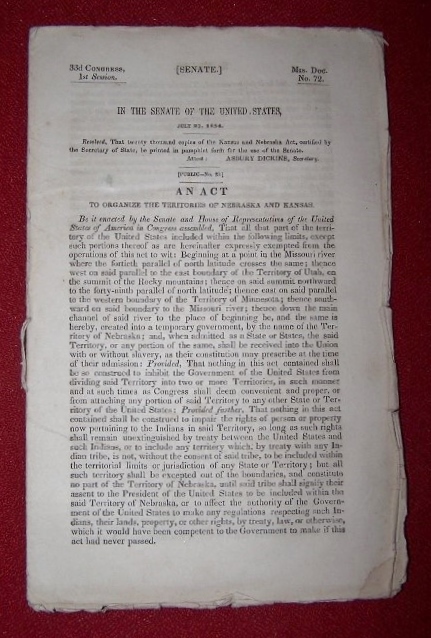 33d Congress,
1st Session.
[SENATE.]
Mis. Doc.
No. 72.
IN THE SENATE OF THE UNITED STATES,
Resolved, That twenty thousand copies of the Kansas and Nebraska Act, certified by
the Secretary of State, be printed in pamphlet form for the use of the Senate.
Attest: ASBURY DICKINS, Secretary.
AN ACT
TO ORGANIZE THE TERRITORIES OF NEBRASKA AND KANSAS.
Be it enacted by the Senate and House of Representatives of the United
States of America in Congress assembled, That all that part of the terri-
tory of the United States included within the following limits, except
such portions thereof as are hereinafter expressly exempted from the
operations of this act to wit: Beginning at a point in the Missouri river
where the fortieth parallel of north latitude crosses the same; thence
west on said parallel to the east boundary of the Territory of Utah, on
the summit of the Rocky mountains; thence on said summit northward
to the forty-ninth parallel of north latitude; thence east on said parallel
to the western boundary of the Territory of Minnesota; thence south-
ward on said boundary to the Missouri river; thence down the main
channel of said river to the place of beginning be, and the same is
hereby, created into a temporary government, by the name of the Ter-
ritory of Nebraska; and, when admitted as a State or States, the said
Territory, or any portion of the same, shall be received into the Union
with or without slavery, as their constitution may prescribe at the time
of their admission: Provided, That nothing in this act contained shall
be so construed to inhibit the Government of the United States from
dividing said Territory into two or more Territories, in such manner
and at such times as Congress shall deem convenient and proper, or
from attaching any portion of said Territory to any other State or Ter-
ritory of the United States: Provided further, That nothing in this act
contained shall be construed to impair the rights of person or property
now pertaining to the Indians in said Territory, so long as such rights
shall remain unextinguished by treaty between the United States and
such Indians, or to include any territory which, by treaty with any In-
dian tribe, is not, without the consent of said tribe, to be included within
the territorial limits or jurisdiction of any State or Territory; but all
such territory shall be excepted out of the boundaries, and constitute
no part of the Territory of Nebraska, until said tribe shall signify their
assent to the President of the United States to be included within the
said Territory of Nebraska, or to affect the authority of the Govern-
ment of the United States to make any regulations respecting such In-
dians, their lands, property, or other rights, by treaty, law, or otherwise,
which it would have been competent to the Government to make if this
act had never passed.